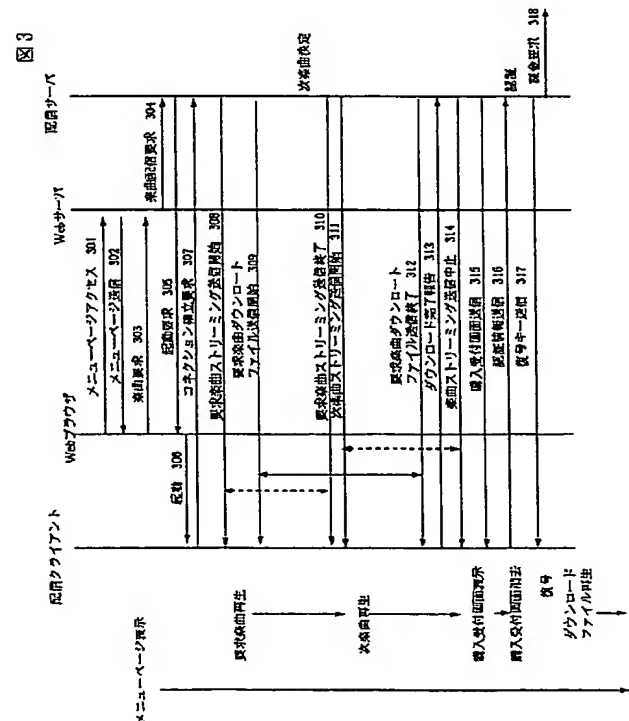 図3
配信クライアント
Webブラウザ
Webサーバ
配信サーバ
メニューページ表示
メニューページアクセス 301
メニューページ送信 302
楽曲要求 303
楽曲配信要求 304
起動要求 305
起動 306
コネクション確立要求 307
要求楽曲ストリーミング送信開始 308
要求楽曲ダウンロード
ファイル送信開始 309
要求楽曲再生
次楽曲決定
要求楽曲ストリーミング送信終了 310
次楽曲ストリーミング送信開始 311
次楽曲再生
要求楽曲ダウンロード
ファイル送信終了 312
ダウンロード完了報告 313
楽曲ストリーミング送信中止 314
購入受付画面送信 315
購入受付画面表示
認証情報送信 316
購入受付画面消去
認証
復号キー送信 317
復号
課金要求 318
ダウンロード
ファイル再生